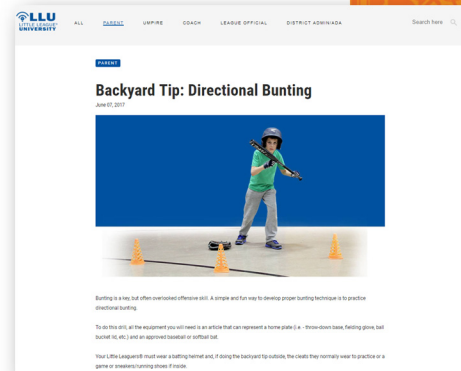 LLU
LITTLE LEAGUE®
UNIVERSITY
ALL PARENT UMPIRE COACH LEAGUE OFFICIAL DISTRICT ADMIN/ADA Search here
PARENT
Backyard Tip: Directional Bunting
June 07, 2017
Bunting is a key, but often overlooked offensive skill. A simple and fun way to develop proper bunting technique is to practice
directional bunting.
To do this drill, all the equipment you will need is an article that can represent a home plate (i.e. - throw-down base, fielding glove, ball
bucket lid, etc.) and an approved baseball or softball bat.
Your Little Leaguers® must wear a batting helmet and, if doing the backyard tip outside, the cleats they normally wear to practice or a
game or sneakers/running shoes if inside.